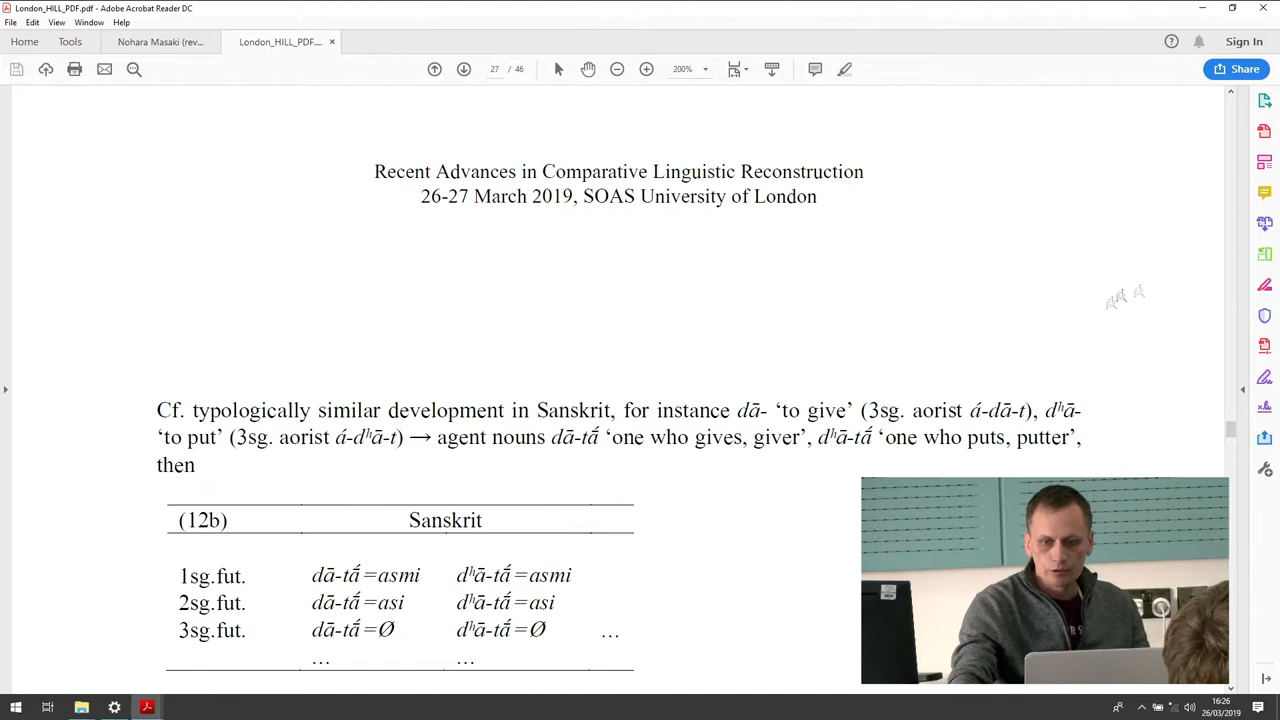 London_HILL_PDF.pdf - Adobe Acrobat Reader DC
File Edit View Window Help
Home Tools Nohara Masaki (rev... London_HILL_PDF.... × Sign In
27 / 46 200% Share
Recent Advances in Comparative Linguistic Reconstruction
26-27 March 2019, SOAS University of London
Cf. typologically similar development in Sanskrit, for instance dā- ‘to give’ (3sg. aorist á-dā-t), dʰā-
‘to put’ (3sg. aorist á-dʰā-t) → agent nouns dā-tā́ ‘one who gives, giver’, dʰā-tā́ ‘one who puts, putter’,
then
(12b) Sanskrit
1sg.fut. dā-tā́=asmi dʰā-tā́=asmi
2sg.fut. dā-tā́=asi dʰā-tā́=asi
3sg.fut. dā-tā́=Ø dʰā-tā́=Ø …
… …
16:26
26/03/2019